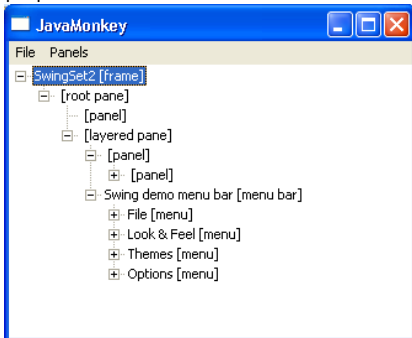 JavaMonkey
File Panels
SwingSet2 [frame]
[root pane]
[panel]
[layered pane]
[panel]
[panel]
Swing demo menu bar [menu bar]
File [menu]
Look & Feel [menu]
Themes [menu]
Options [menu]